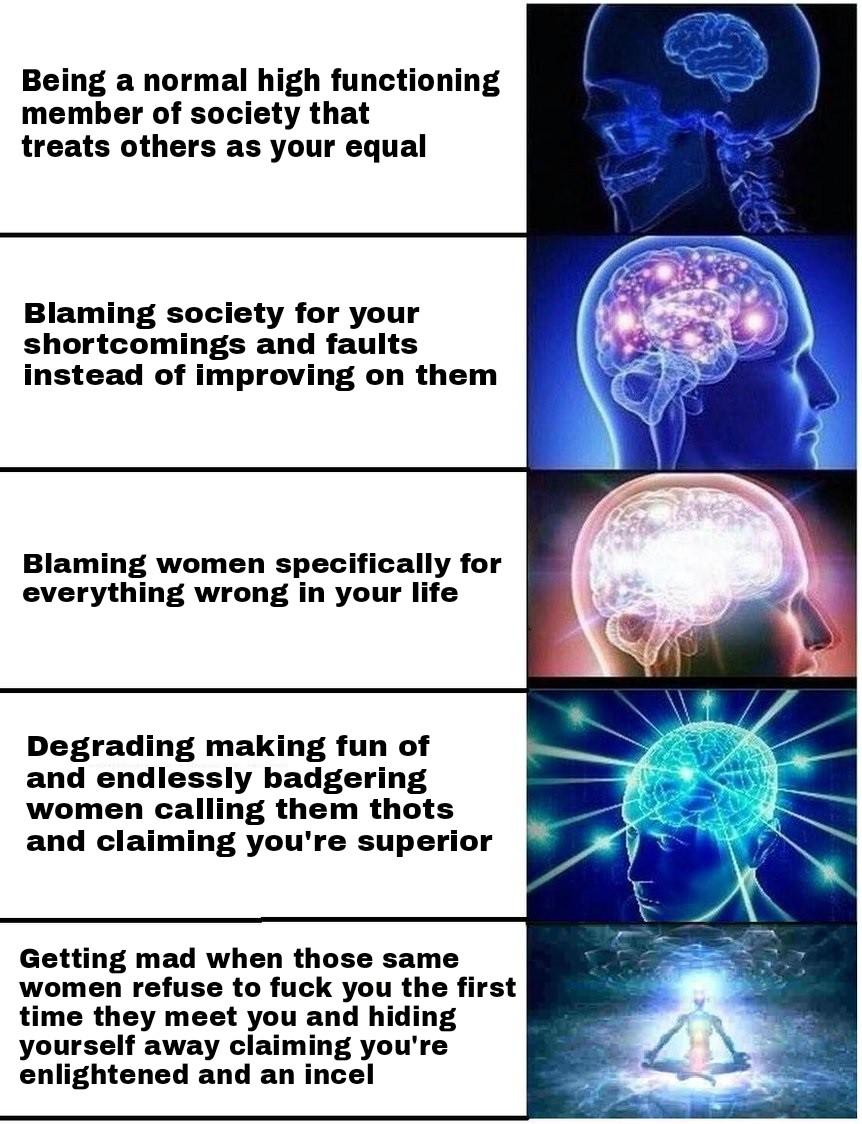 Being a normal high functioning
member of society that
treats others as your equal
Blaming society for your
shortcomings and faults
instead of improving on them
Blaming women specifically for
everything wrong in your life
Degrading making fun of
and endlessly badgering
women calling them thots
and claiming you're superior
Getting mad when those same
women refuse to fuck you the first
time they meet you and hiding
yourself away claiming you're
enlightened and an incel